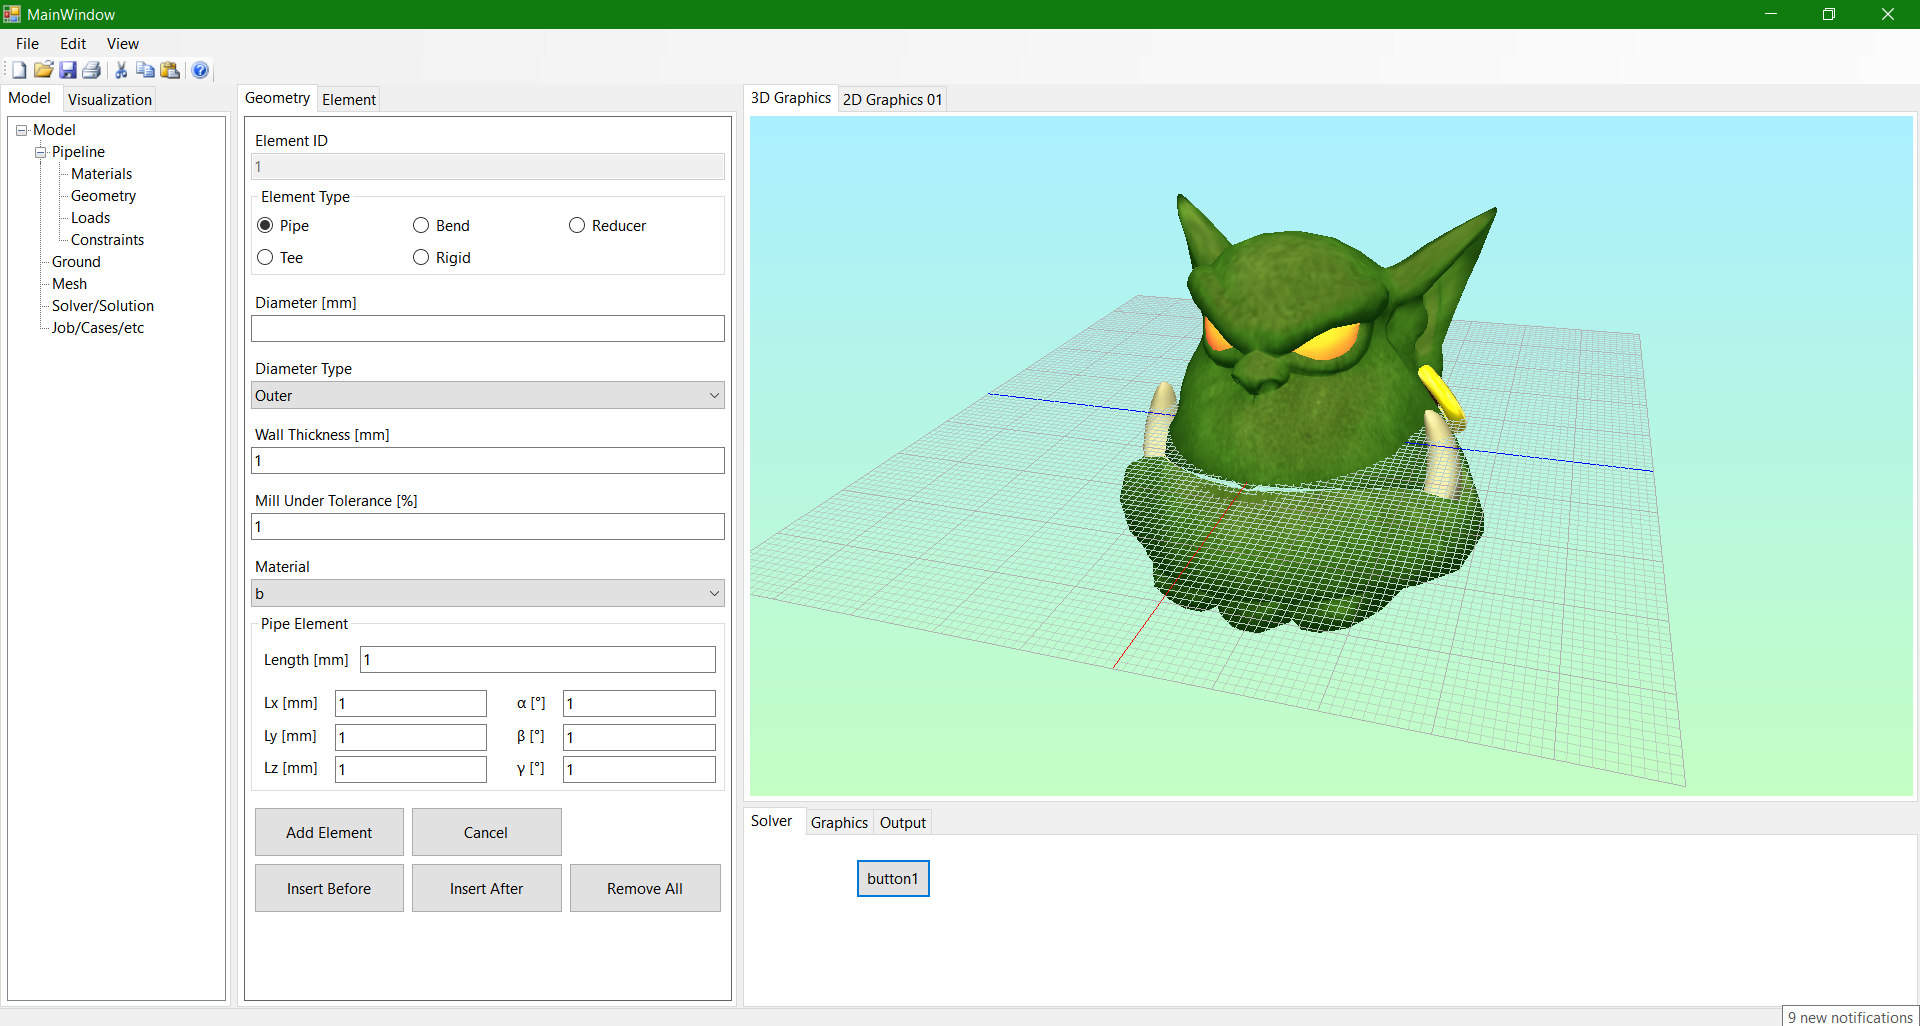 MainWindow
File Edit View
Model Visualization
Model
Pipeline
Materials
Geometry
Loads
Constraints
Ground
Mesh
Solver/Solution
Job/Cases/etc
Geometry Element
Element ID
1
Element Type
Pipe Bend Reducer
Tee Rigid
Diameter [mm]
Diameter Type
Outer
Wall Thickness [mm]
1
Mill Under Tolerance [%]
1
Material
b
Pipe Element
Length [mm] 1
Lx [mm] 1 α [°] 1
Ly [mm] 1 β [°] 1
Lz [mm] 1 γ [°] 1
Add Element Cancel
Insert Before Insert After Remove All
3D Graphics 2D Graphics 01
Solver Graphics Output
button1
9 new notifications